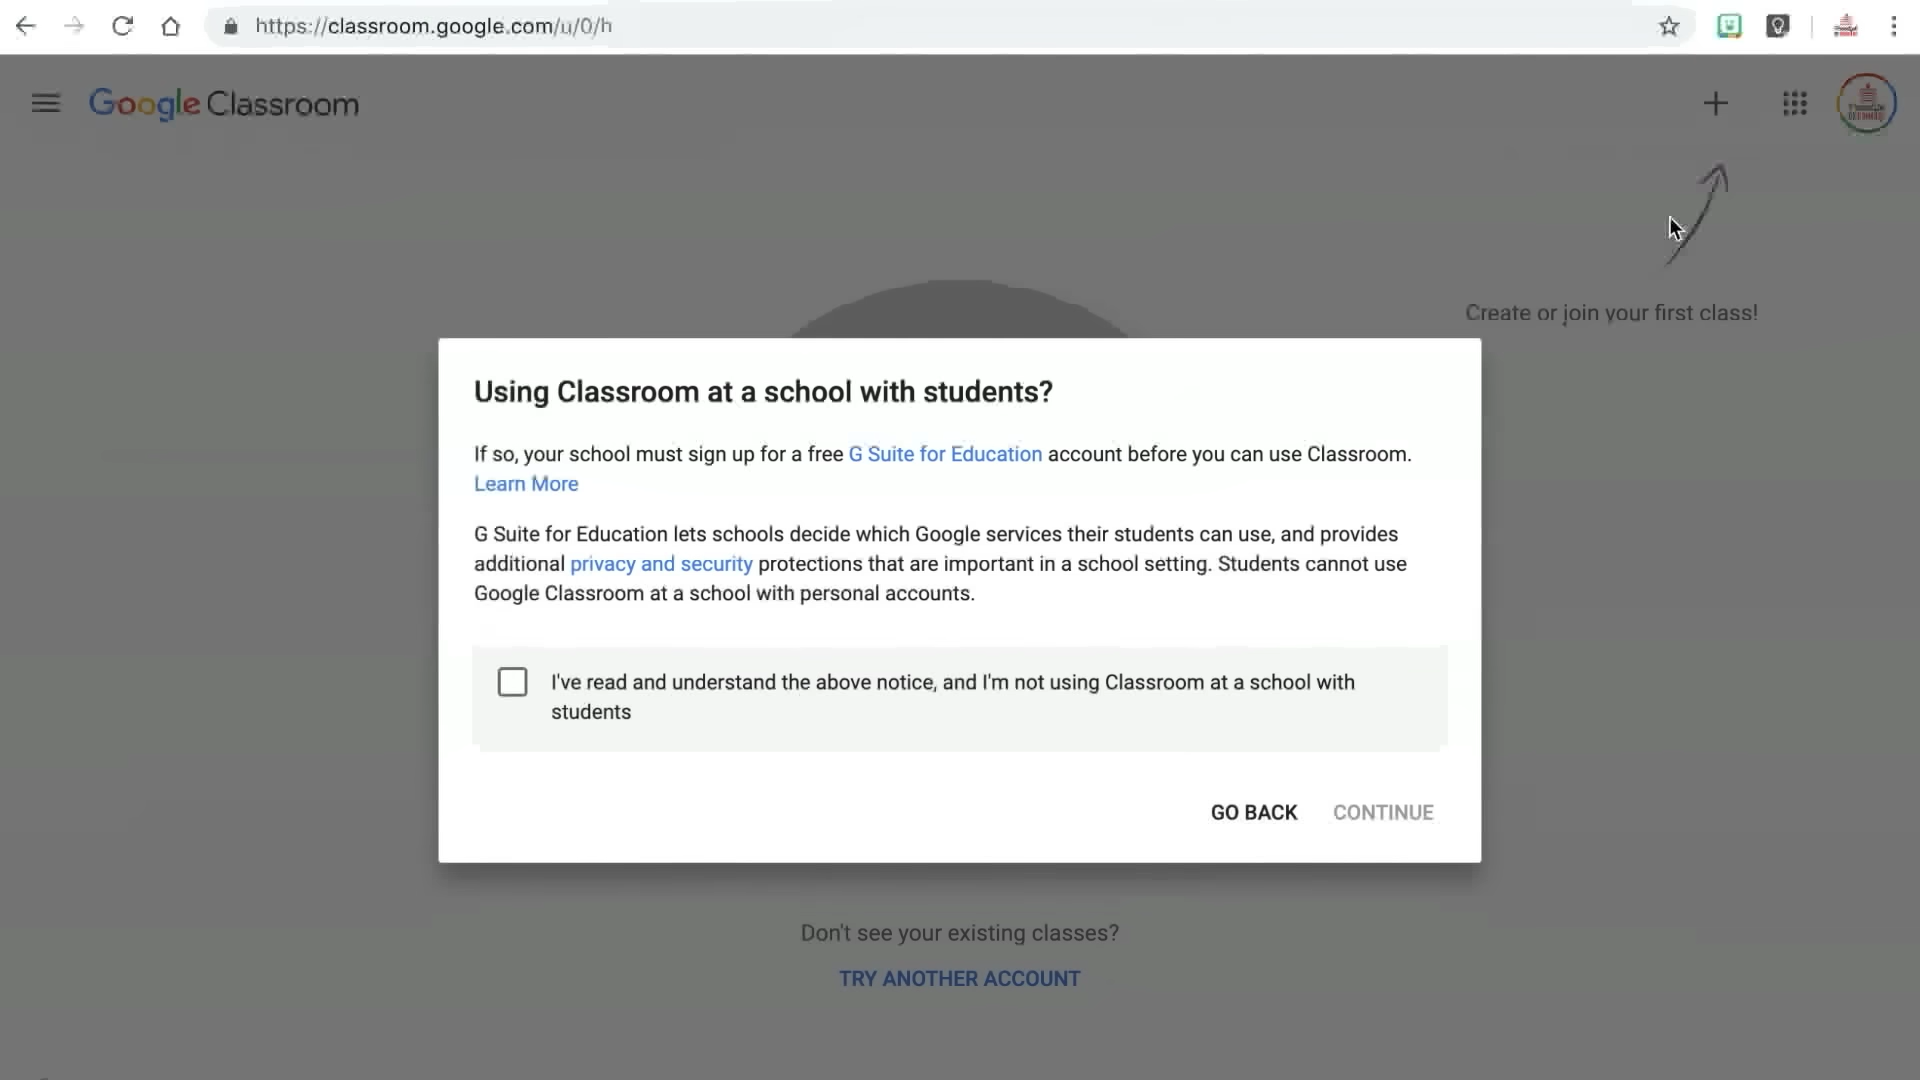 https://classroom.google.com/u/0/h
Google Classroom
Create or join your first class!
Using Classroom at a school with students?
If so, your school must sign up for a free G Suite for Education account before you can use Classroom.
Learn More
G Suite for Education lets schools decide which Google services their students can use, and provides
additional privacy and security protections that are important in a school setting. Students cannot use
Google Classroom at a school with personal accounts.
I've read and understand the above notice, and I'm not using Classroom at a school with
students
GO BACK CONTINUE
Don't see your existing classes?
TRY ANOTHER ACCOUNT